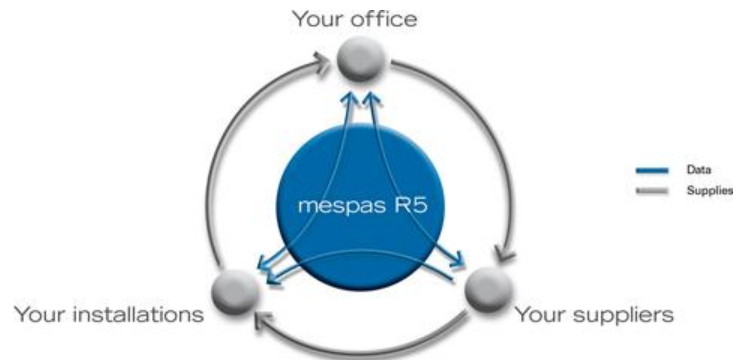 Your office
mespas R5
Data
Supplies
Your installations
Your suppliers